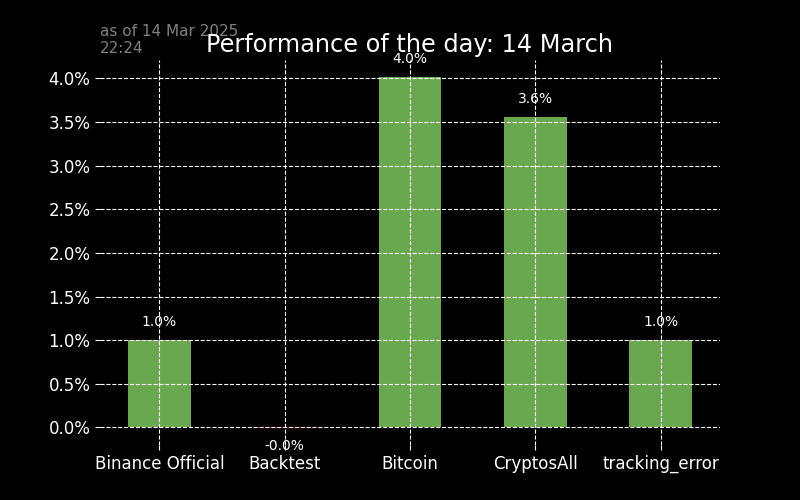 as of 14 Mar 2025
22:24
Performance of the day: 14 March
4.0%
3.5%
3.0%
2.5%
2.0%
1.5%
1.0%
0.5%
0.0%
1.0%
-0.0%
4.0%
3.6%
1.0%
Binance Official
Backtest
Bitcoin
CryptosAll
tracking_error